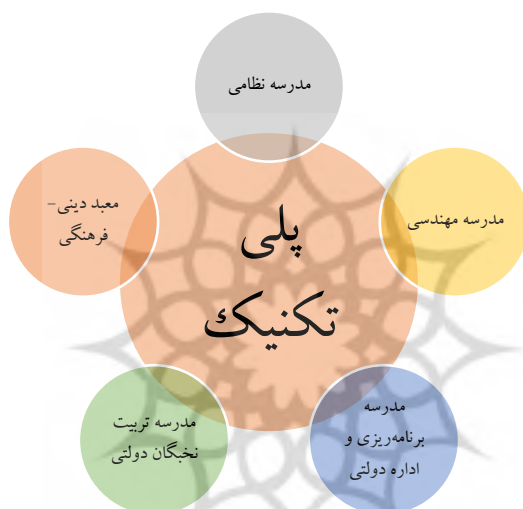 مدرسه نظامی
معبد دینی-
فرهنگی
پلی
تکنیک
مدرسه مهندسی
مدرسه تربیت
نخبگان دولتی
مدرسه
برنامه‌ریزی و
اداره دولتی